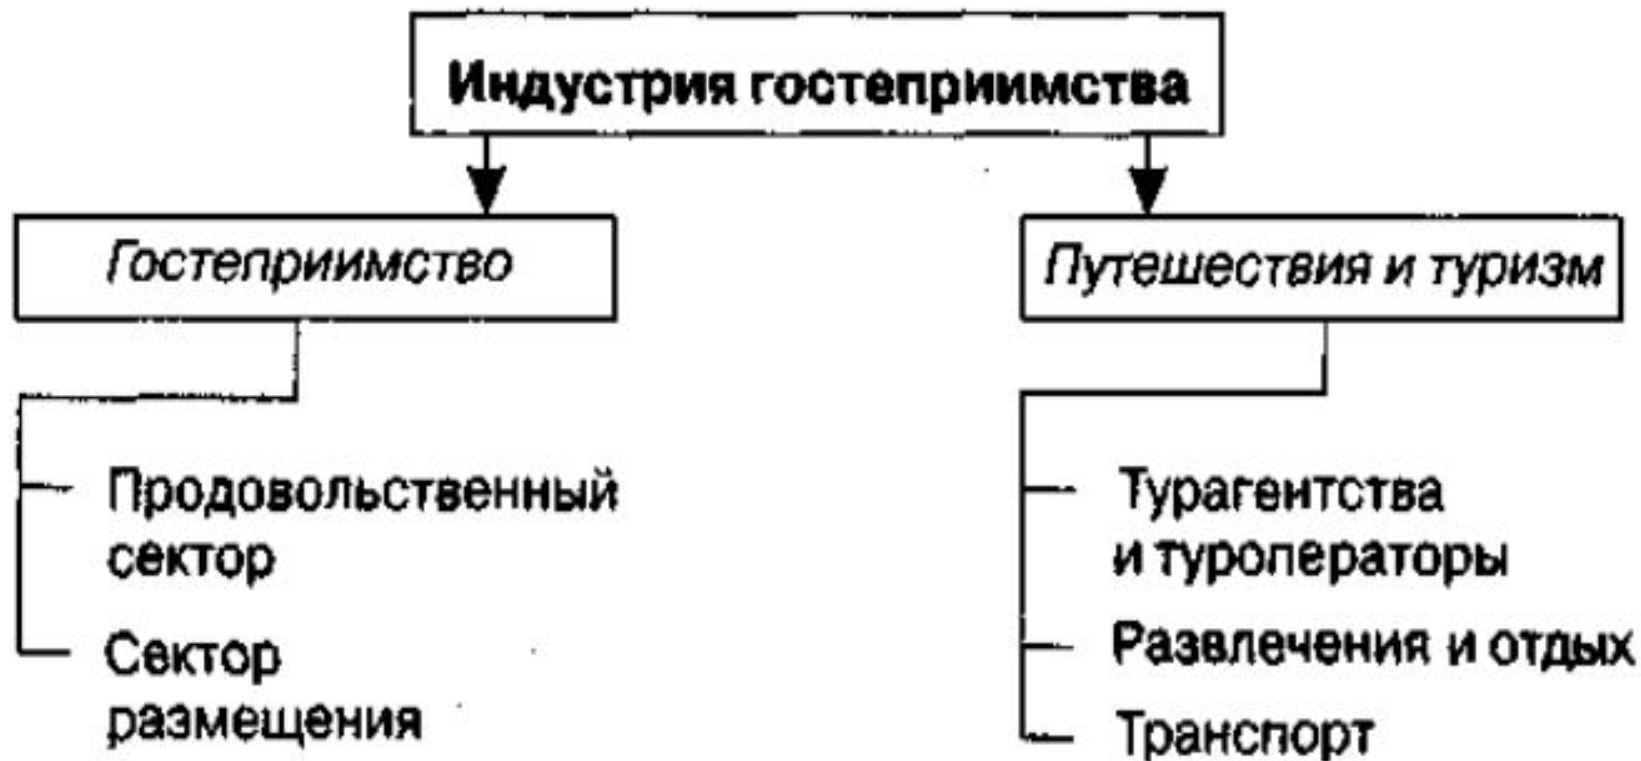 Индустрия гостеприимства
Гостеприимство
Путешествия и туризм
Продовольственный
сектор
Сектор
размещения
Турагентства
и туроператоры
Развлечения и отдых
Транспорт